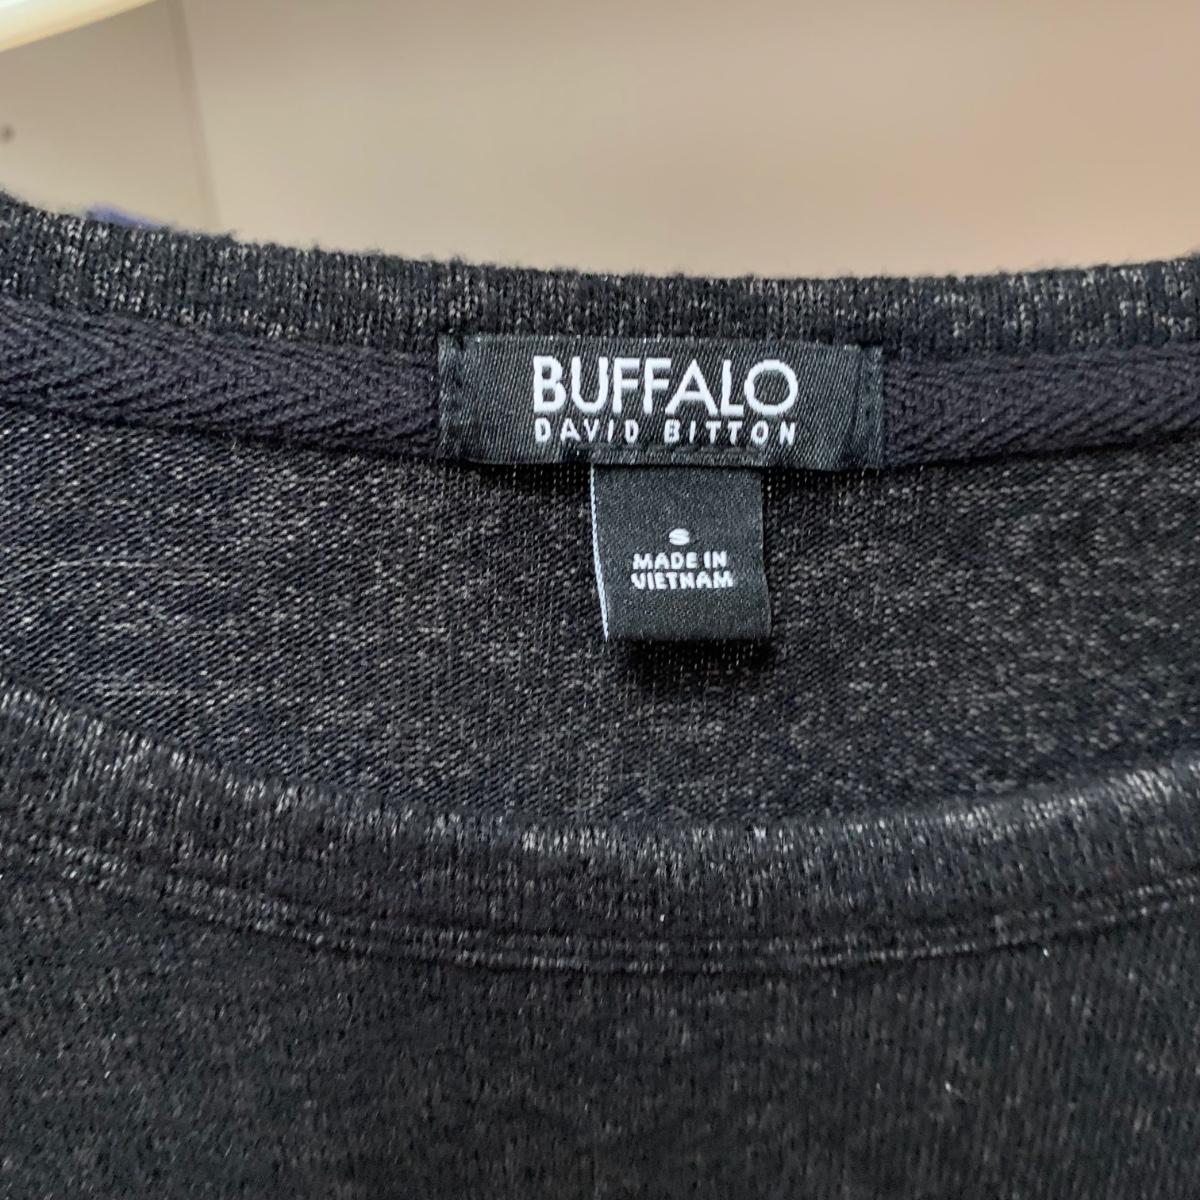 BUFFALO
DAVID BITTON
S
MADE IN
VIETNAM